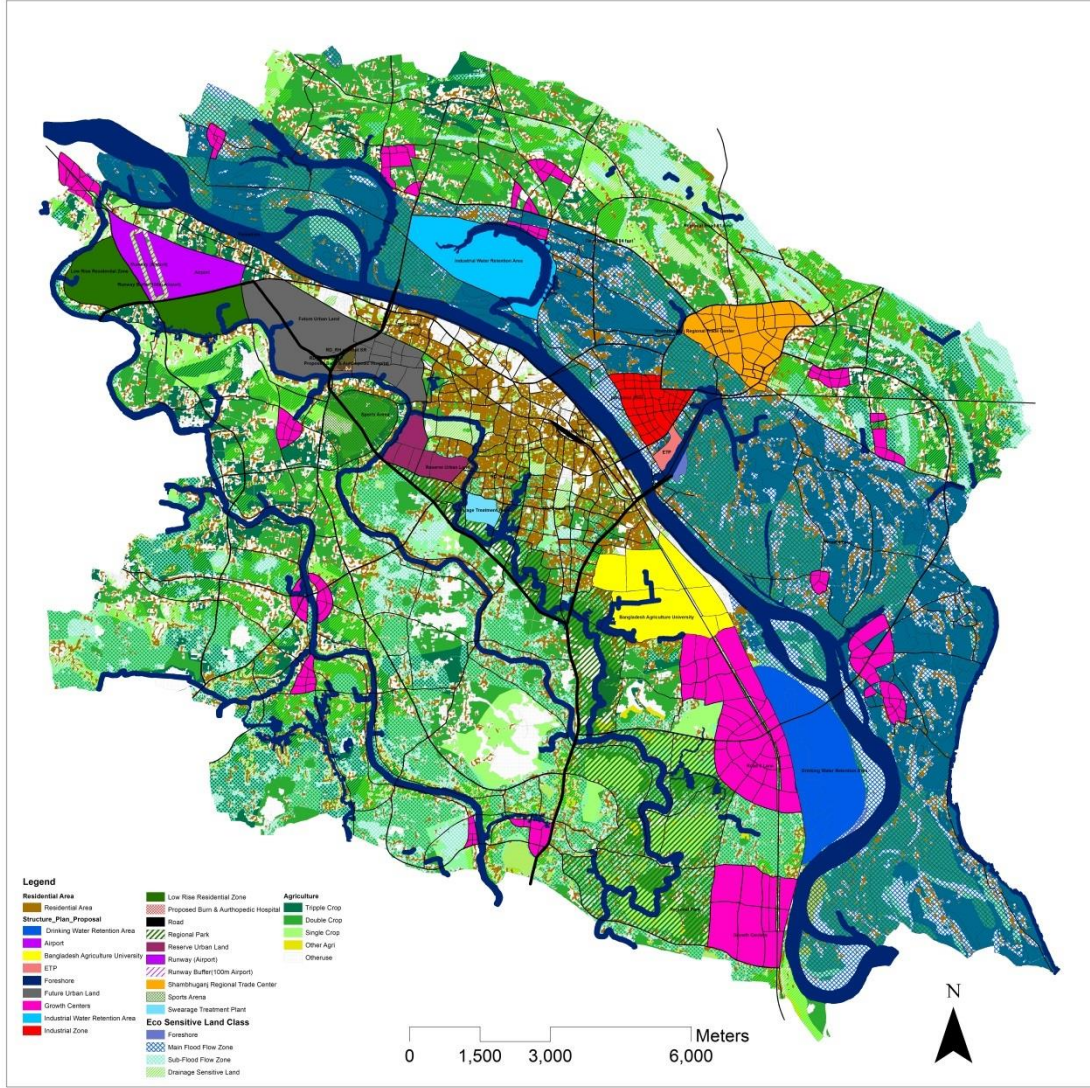 Low Rise Residential Zone
Airport
Industrial Water Retention Area
Future Urban Land
Regional Trade Center
Sports Arena
Reserve Urban Land
ETP
Bangladesh Agriculture University
Drinking Water Retention Area
Legend
Residential Area
Residential Area
Structure_Plan_Proposal
Drinking Water Retention Area
Airport
Bangladesh Agriculture University
ETP
Foreshore
Future Urban Land
Growth Centers
Industrial Water Retention Area
Industrial Zone
Low Rise Residential Zone
Proposed Burn & Aurthopedic Hospital
Road
Regional Park
Reserve Urban Land
Runway (Airport)
Runway Buffer(100m Airport)
Shambhuganj Regional Trade Center
Sports Arena
Swearage Treatment Plant
Eco Sensitive Land Class
Foreshore
Main Flood Flow Zone
Sub-Flood Flow Zone
Drainage Sensitive Land
Agriculture
Tripple Crop
Double Crop
Single Crop
Other Agri
Otheruse
Meters
0 1,500 3,000 6,000
N